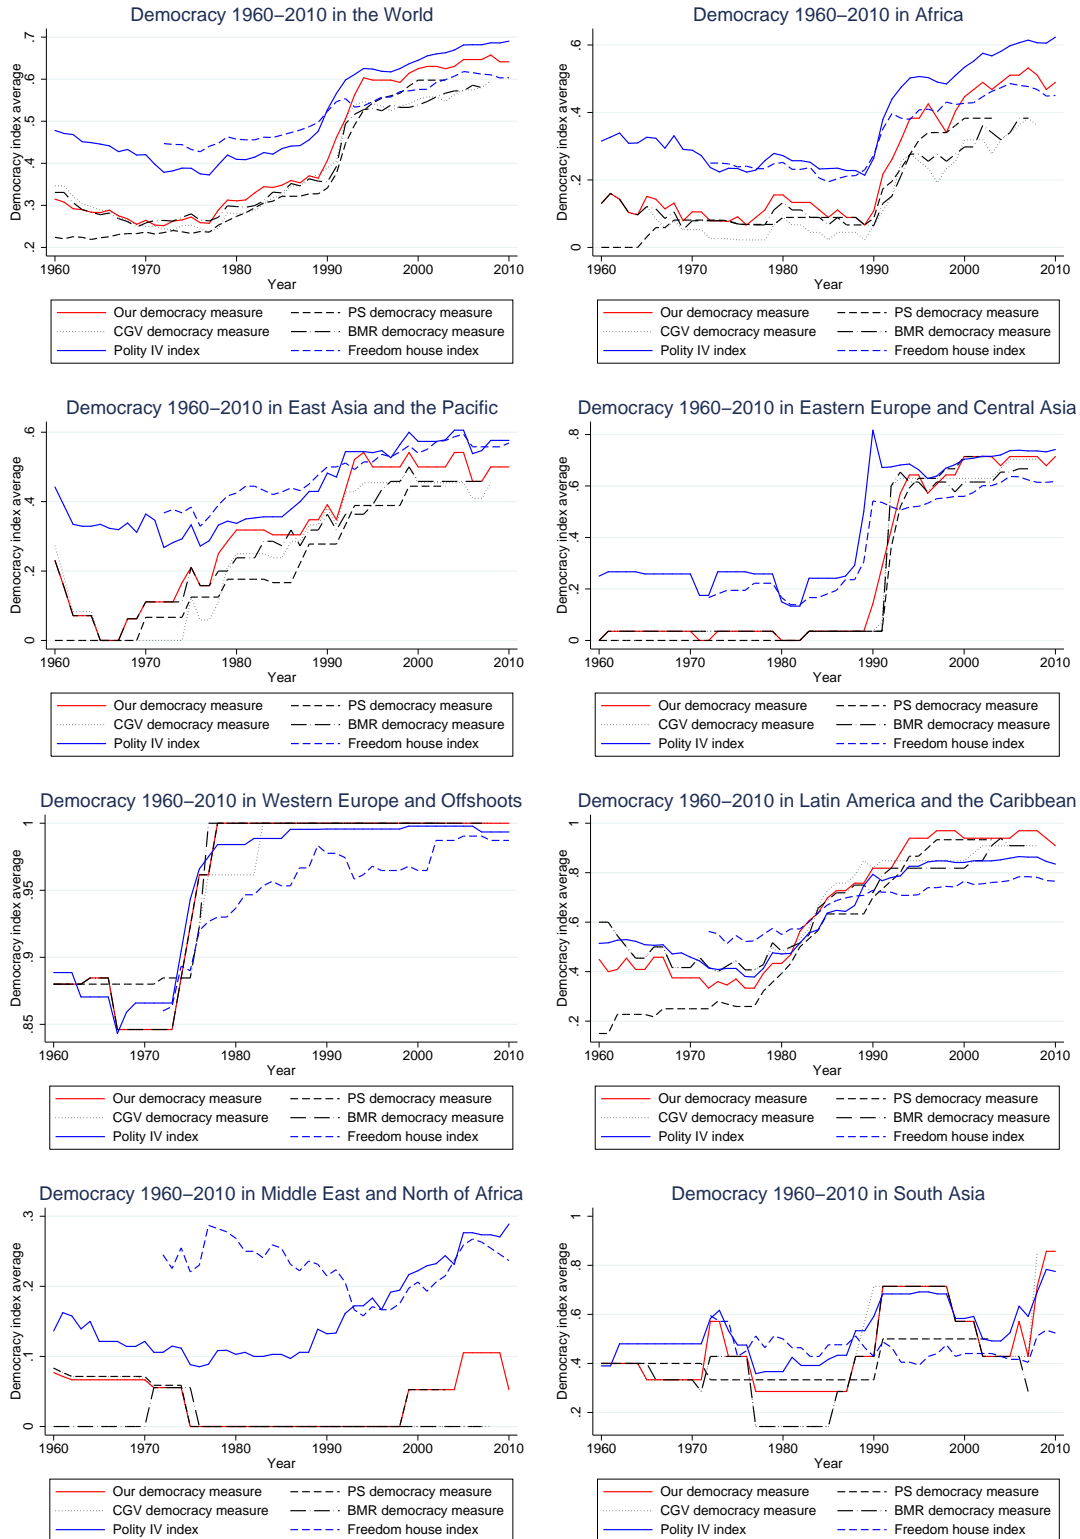 Democracy 1960−2010 in the World
Democracy index average
.2 .3 .4 .5 .6 .7
1960 1970 1980 1990 2000 2010
Year
Our democracy measure PS democracy measure
CGV democracy measure BMR democracy measure
Polity IV index Freedom house index
Democracy 1960−2010 in Africa
Democracy index average
0 .2 .4 .6
1960 1970 1980 1990 2000 2010
Year
Our democracy measure PS democracy measure
CGV democracy measure BMR democracy measure
Polity IV index Freedom house index
Democracy 1960−2010 in East Asia and the Pacific
Democracy index average
0 .2 .4 .6
1960 1970 1980 1990 2000 2010
Year
Our democracy measure PS democracy measure
CGV democracy measure BMR democracy measure
Polity IV index Freedom house index
Democracy 1960−2010 in Eastern Europe and Central Asia
Democracy index average
0 .2 .4 .6 .8
1960 1970 1980 1990 2000 2010
Year
Our democracy measure PS democracy measure
CGV democracy measure BMR democracy measure
Polity IV index Freedom house index
Democracy 1960−2010 in Western Europe and Offshoots
Democracy index average
.85 .9 .95 1
1960 1970 1980 1990 2000 2010
Year
Our democracy measure PS democracy measure
CGV democracy measure BMR democracy measure
Polity IV index Freedom house index
Democracy 1960−2010 in Latin America and the Caribbean
Democracy index average
.2 .4 .6 .8 1
1960 1970 1980 1990 2000 2010
Year
Our democracy measure PS democracy measure
CGV democracy measure BMR democracy measure
Polity IV index Freedom house index
Democracy 1960−2010 in Middle East and North of Africa
Democracy index average
0 .1 .2 .3
1960 1970 1980 1990 2000 2010
Year
Our democracy measure PS democracy measure
CGV democracy measure BMR democracy measure
Polity IV index Freedom house index
Democracy 1960−2010 in South Asia
Democracy index average
.2 .4 .6 .8 1
1960 1970 1980 1990 2000 2010
Year
Our democracy measure PS democracy measure
CGV democracy measure BMR democracy measure
Polity IV index Freedom house index